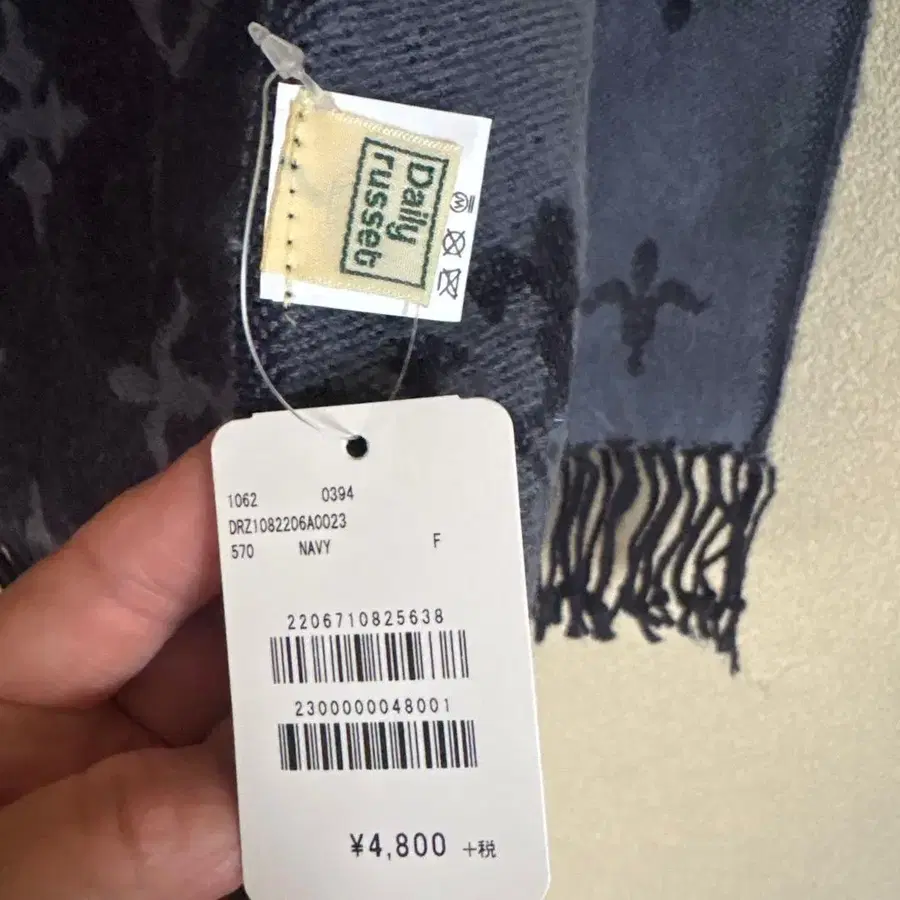 Daily
russet
1062 0394
DRZ1082206A0023
570 NAVY F
2206710825638
2300000048001
¥4,800 +税